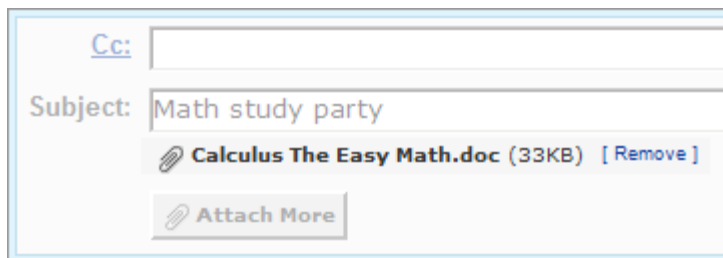 Cc:
Subject: Math study party
Calculus The Easy Math.doc (33KB) [ Remove ]
Attach More